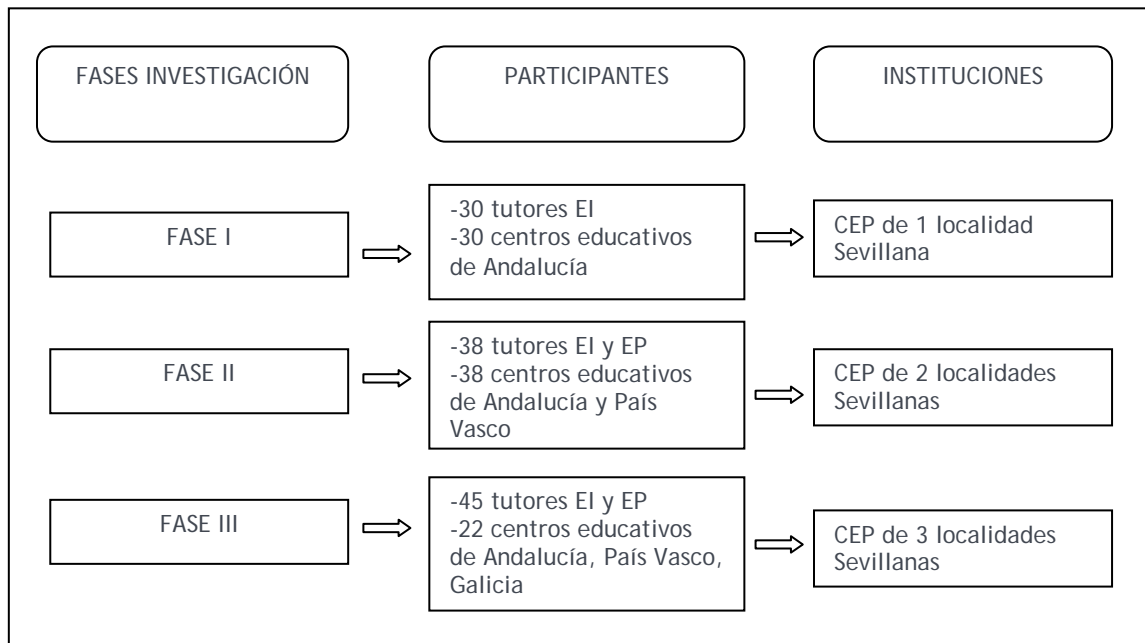 FASES INVESTIGACIÓN
PARTICIPANTES
INSTITUCIONES
FASE I
-30 tutores EI
-30 centros educativos
de Andalucía
CEP de 1 localidad
Sevillana
FASE II
-38 tutores EI y EP
-38 centros educativos
de Andalucía y País
Vasco
CEP de 2 localidades
Sevillanas
FASE III
-45 tutores EI y EP
-22 centros educativos
de Andalucía, País Vasco,
Galicia
CEP de 3 localidades
Sevillanas